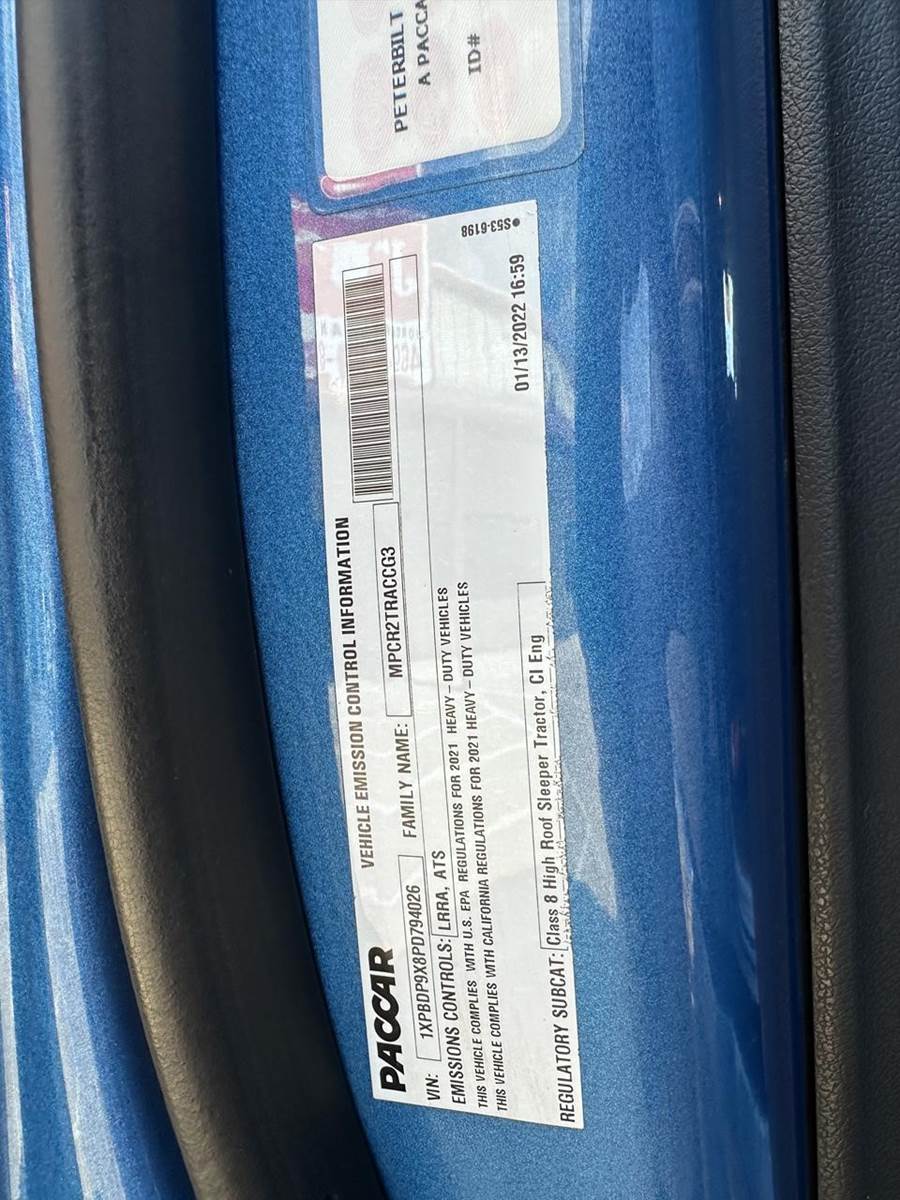 PETERBILT
A PACCA
ID#
S53-6198
PACCAR
VEHICLE EMISSION CONTROL INFORMATION
VIN: 1XPBDP9X8PD794026 FAMILY NAME: MPCR2TRACCG3
EMISSIONS CONTROLS: LRRA, ATS
THIS VEHICLE COMPLIES WITH U.S. EPA REGULATIONS FOR 2021 HEAVY – DUTY VEHICLES
THIS VEHICLE COMPLIES WITH CALIFORNIA REGULATIONS FOR 2021 HEAVY – DUTY VEHICLES
01/13/2022 16:59
REGULATORY SUBCAT: Class 8 High Roof Sleeper Tractor, CI Eng